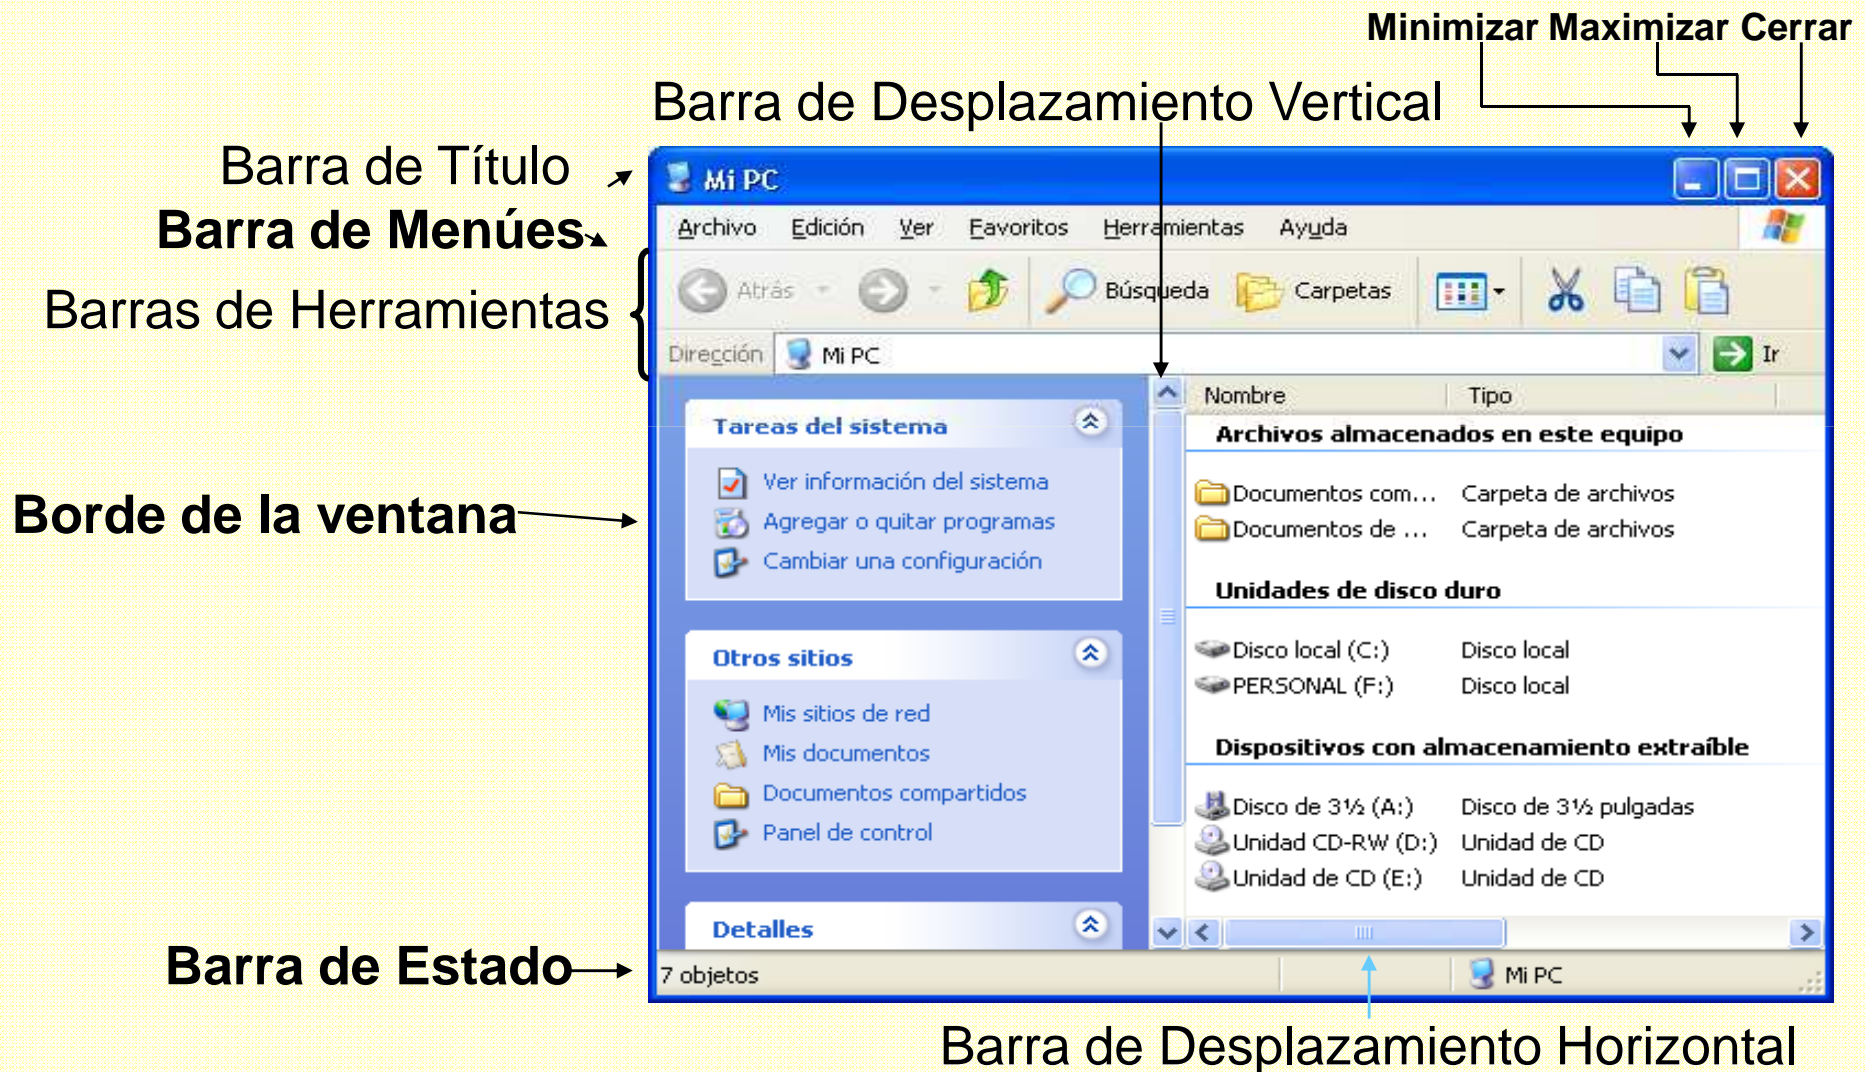 Minimizar Maximizar Cerrar
Barra de Desplazamiento Vertical
Barra de Título
Mi PC
Barra de Menúes
Archivo Edición Ver Favoritos Herramientas Ayuda
Barras de Herramientas
Atrás Búsqueda Carpetas
Dirección Mi PC Ir
Nombre Tipo
Tareas del sistema
Ver información del sistema
Agregar o quitar programas
Cambiar una configuración
Otros sitios
Mis sitios de red
Mis documentos
Documentos compartidos
Panel de control
Detalles
Archivos almacenados en este equipo
Documentos com... Carpeta de archivos
Documentos de ... Carpeta de archivos
Unidades de disco duro
Disco local (C:) Disco local
PERSONAL (F:) Disco local
Dispositivos con almacenamiento extraíble
Disco de 3½ (A:) Disco de 3½ pulgadas
Unidad CD-RW (D:) Unidad de CD
Unidad de CD (E:) Unidad de CD
Borde de la ventana
Barra de Estado
7 objetos Mi PC
Barra de Desplazamiento Horizontal